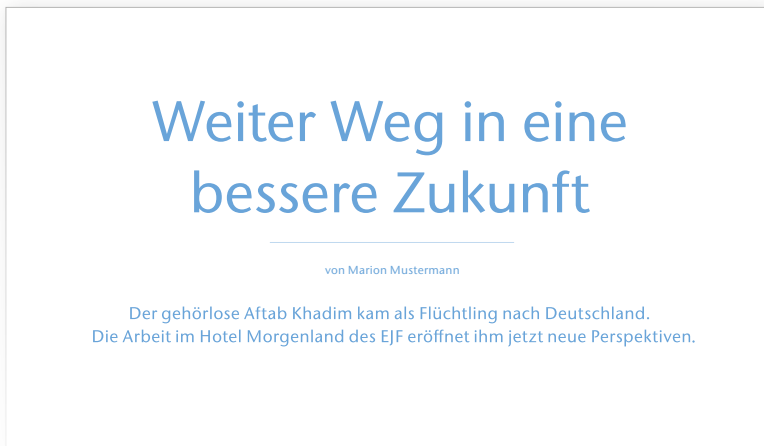 Weiter Weg in eine
bessere Zukunft
von Marion Mustermann
Der gehörlose Aftab Khadim kam als Flüchtling nach Deutschland.
Die Arbeit im Hotel Morgenland des EJF eröffnet ihm jetzt neue Perspektiven.